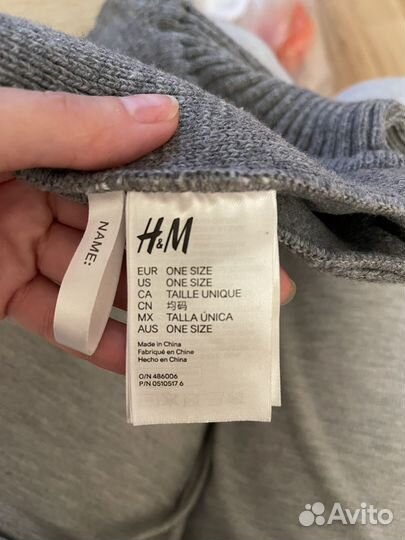 NAME:
H&M
EUR ONE SIZE
US ONE SIZE
CA TAILLE UNIQUE
CN 均码
MX TALLA ÚNICA
AUS ONE SIZE
Made in China
Fabriqué en Chine
Hecho en China
O/N 486006
P/N 0510517 6
Avito